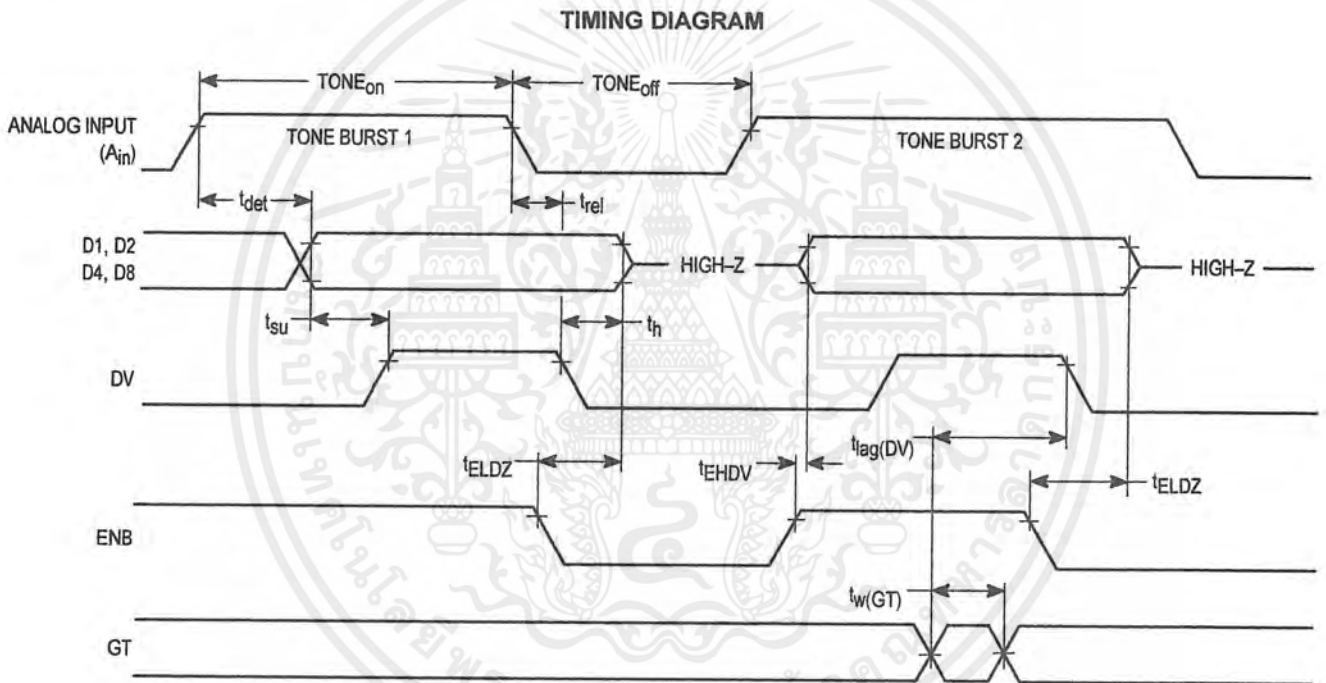 TIMING DIAGRAM
TONEon
TONEoff
ANALOG INPUT
(Ain)
TONE BURST 1
TONE BURST 2
tdet
trel
D1, D2
D4, D8
HIGH–Z
HIGH–Z
tsu
th
DV
tlag(DV)
tELDZ
tEHDV
tELDZ
ENB
tw(GT)
GT